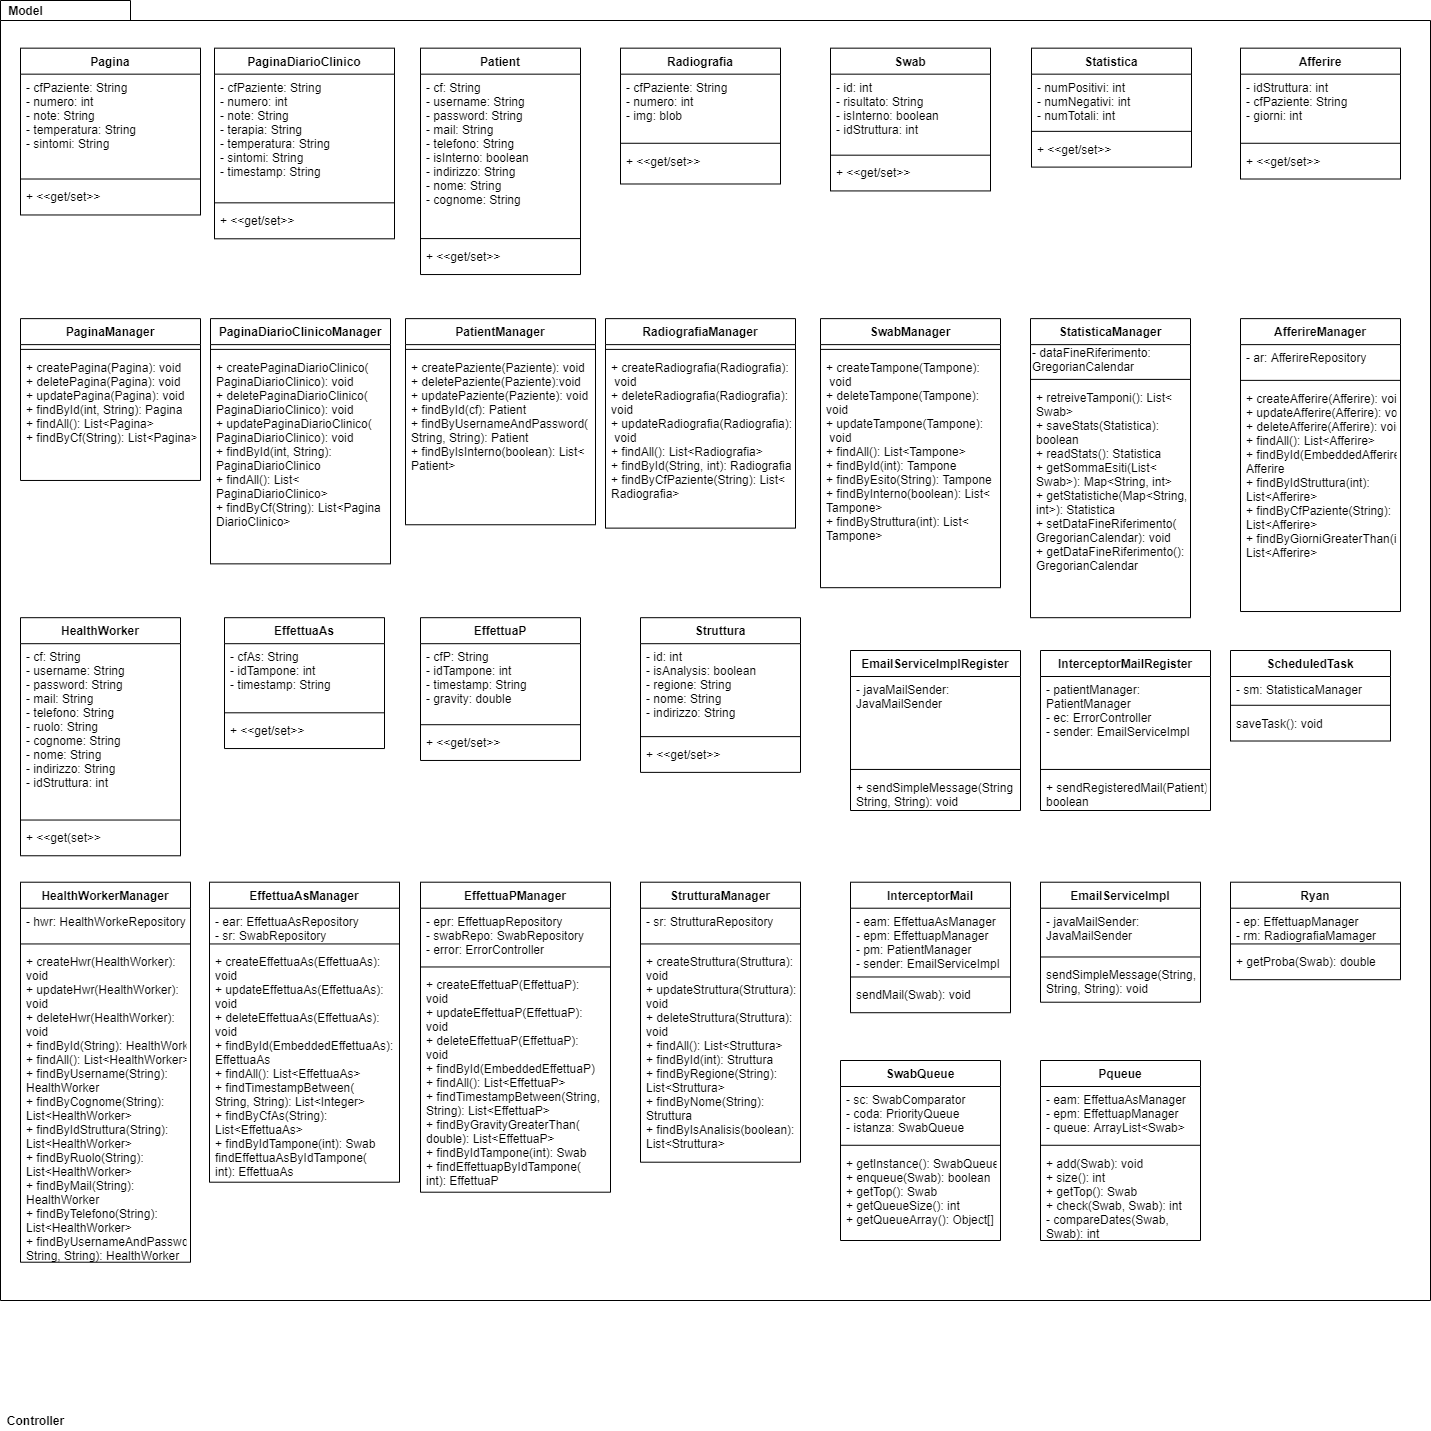 Model
Pagina
- cfPaziente: String
- numero: int
- note: String
- temperatura: String
- sintomi: String
+ <<get/set>>
PaginaDiarioClinico
- cfPaziente: String
- numero: int
- note: String
- terapia: String
- temperatura: String
- sintomi: String
- timestamp: String
+ <<get/set>>
Patient
- cf: String
- username: String
- password: String
- mail: String
- telefono: String
- isInterno: boolean
- indirizzo: String
- nome: String
- cognome: String
+ <<get/set>>
Radiografia
- cfPaziente: String
- numero: int
- img: blob
+ <<get/set>>
Swab
- id: int
- risultato: String
- isInterno: boolean
- idStruttura: int
+ <<get/set>>
Statistica
- numPositivi: int
- numNegativi: int
- numTotali: int
+ <<get/set>>
Afferire
- idStruttura: int
- cfPaziente: String
- giorni: int
+ <<get/set>>
PaginaManager
+ createPagina(Pagina): void
+ deletePagina(Pagina): void
+ updatePagina(Pagina): void
+ findById(int, String): Pagina
+ findAll(): List<Pagina>
+ findByCf(String): List<Pagina>
PaginaDiarioClinicoManager
+ createPaginaDiarioClinico(
PaginaDiarioClinico): void
+ deletePaginaDiarioClinico(
PaginaDiarioClinico): void
+ updatePaginaDiarioClinico(
PaginaDiarioClinico): void
+ findById(int, String):
PaginaDiarioClinico
+ findAll(): List<
PaginaDiarioClinico>
+ findByCf(String): List<Pagina
DiarioClinico>
PatientManager
+ createPaziente(Paziente): void
+ deletePaziente(Paziente):void
+ updatePaziente(Paziente): void
+ findById(cf): Patient
+ findByUsernameAndPassword(
String, String): Patient
+ findByIsInterno(boolean): List<
Patient>
RadiografiaManager
+ createRadiografia(Radiografia):
void
+ deleteRadiografia(Radiografia):
void
+ updateRadiografia(Radiografia):
void
+ findAll(): List<Radiografia>
+ findById(String, int): Radiografia
+ findByCfPaziente(String): List<
Radiografia>
SwabManager
+ createTampone(Tampone):
void
+ deleteTampone(Tampone):
void
+ updateTampone(Tampone):
void
+ findAll(): List<Tampone>
+ findById(int): Tampone
+ findByEsito(String): Tampone
+ findByInterno(boolean): List<
Tampone>
+ findByStruttura(int): List<
Tampone>
StatisticaManager
- dataFineRiferimento:
GregorianCalendar
+ retreiveTamponi(): List<
Swab>
+ saveStats(Statistica):
boolean
+ readStats(): Statistica
+ getSommaEsiti(List<
Swab>): Map<String, int>
+ getStatistiche(Map<String,
int>): Statistica
+ setDataFineRiferimento(
GregorianCalendar): void
+ getDataFineRiferimento():
GregorianCalendar
AfferireManager
- ar: AfferireRepository
+ createAfferire(Afferire): voi
+ updateAfferire(Afferire): vo
+ deleteAfferire(Afferire): voi
+ findAll(): List<Afferire>
+ findById(EmbeddedAfferire
Afferire
+ findByIdStruttura(int):
List<Afferire>
+ findByCfPaziente(String):
List<Afferire>
+ findByGiorniGreaterThan(i
List<Afferire>
HealthWorker
- cf: String
- username: String
- password: String
- mail: String
- telefono: String
- ruolo: String
- cognome: String
- nome: String
- indirizzo: String
- idStruttura: int
+ <<get(set>>
EffettuaAs
- cfAs: String
- idTampone: int
- timestamp: String
+ <<get/set>>
EffettuaP
- cfP: String
- idTampone: int
- timestamp: String
- gravity: double
+ <<get/set>>
Struttura
- id: int
- isAnalysis: boolean
- regione: String
- nome: String
- indirizzo: String
+ <<get/set>>
EmailServiceImplRegister
- javaMailSender:
JavaMailSender
+ sendSimpleMessage(String
String, String): void
InterceptorMailRegister
- patientManager:
PatientManager
- ec: ErrorController
- sender: EmailServiceImpl
+ sendRegisteredMail(Patient)
boolean
ScheduledTask
- sm: StatisticaManager
saveTask(): void
HealthWorkerManager
- hwr: HealthWorkeRepository
+ createHwr(HealthWorker):
void
+ updateHwr(HealthWorker):
void
+ deleteHwr(HealthWorker):
void
+ findById(String): HealthWork
+ findAll(): List<HealthWorker>
+ findByUsername(String):
HealthWorker
+ findByCognome(String):
List<HealthWorker>
+ findByIdStruttura(String):
List<HealthWorker>
+ findByRuolo(String):
List<HealthWorker>
+ findByMail(String):
HealthWorker
+ findByTelefono(String):
List<HealthWorker>
+ findByUsernameAndPasswo
String, String): HealthWorker
EffettuaAsManager
- ear: EffettuaAsRepository
- sr: SwabRepository
+ createEffettuaAs(EffettuaAs):
void
+ updateEffettuaAs(EffettuaAs):
void
+ deleteEffettuaAs(EffettuaAs):
void
+ findById(EmbeddedEffettuaAs):
EffettuaAs
+ findAll(): List<EffettuaAs>
+ findTimestampBetween(
String, String): List<Integer>
+ findByCfAs(String):
List<EffettuaAs>
+ findByIdTampone(int): Swab
findEffettuaAsByIdTampone(
int): EffettuaAs
EffettuaPManager
- epr: EffettuapRepository
- swabRepo: SwabRepository
- error: ErrorController
+ createEffettuaP(EffettuaP):
void
+ updateEffettuaP(EffettuaP):
void
+ deleteEffettuaP(EffettuaP):
void
+ findById(EmbeddedEffettuaP)
+ findAll(): List<EffettuaP>
+ findTimestampBetween(String,
String): List<EffettuaP>
+ findByGravityGreaterThan(
double): List<EffettuaP>
+ findByIdTampone(int): Swab
+ findEffettuapByIdTampone(
int): EffettuaP
StrutturaManager
- sr: StrutturaRepository
+ createStruttura(Struttura):
void
+ updateStruttura(Struttura):
void
+ deleteStruttura(Struttura):
void
+ findAll(): List<Struttura>
+ findById(int): Struttura
+ findByRegione(String):
List<Struttura>
+ findByNome(String):
Struttura
+ findByIsAnalisis(boolean):
List<Struttura>
InterceptorMail
- eam: EffettuaAsManager
- epm: EffettuapManager
- pm: PatientManager
- sender: EmailServiceImpl
sendMail(Swab): void
EmailServiceImpl
- javaMailSender:
JavaMailSender
sendSimpleMessage(String,
String, String): void
Ryan
- ep: EffettuapManager
- rm: RadiografiaMamager
+ getProba(Swab): double
SwabQueue
- sc: SwabComparator
- coda: PriorityQueue
- istanza: SwabQueue
+ getInstance(): SwabQueue
+ enqueue(Swab): boolean
+ getTop(): Swab
+ getQueueSize(): int
+ getQueueArray(): Object[]
Pqueue
- eam: EffettuaAsManager
- epm: EffettuapManager
- queue: ArrayList<Swab>
+ add(Swab): void
+ size(): int
+ getTop(): Swab
+ check(Swab, Swab): int
- compareDates(Swab,
Swab): int
Controller